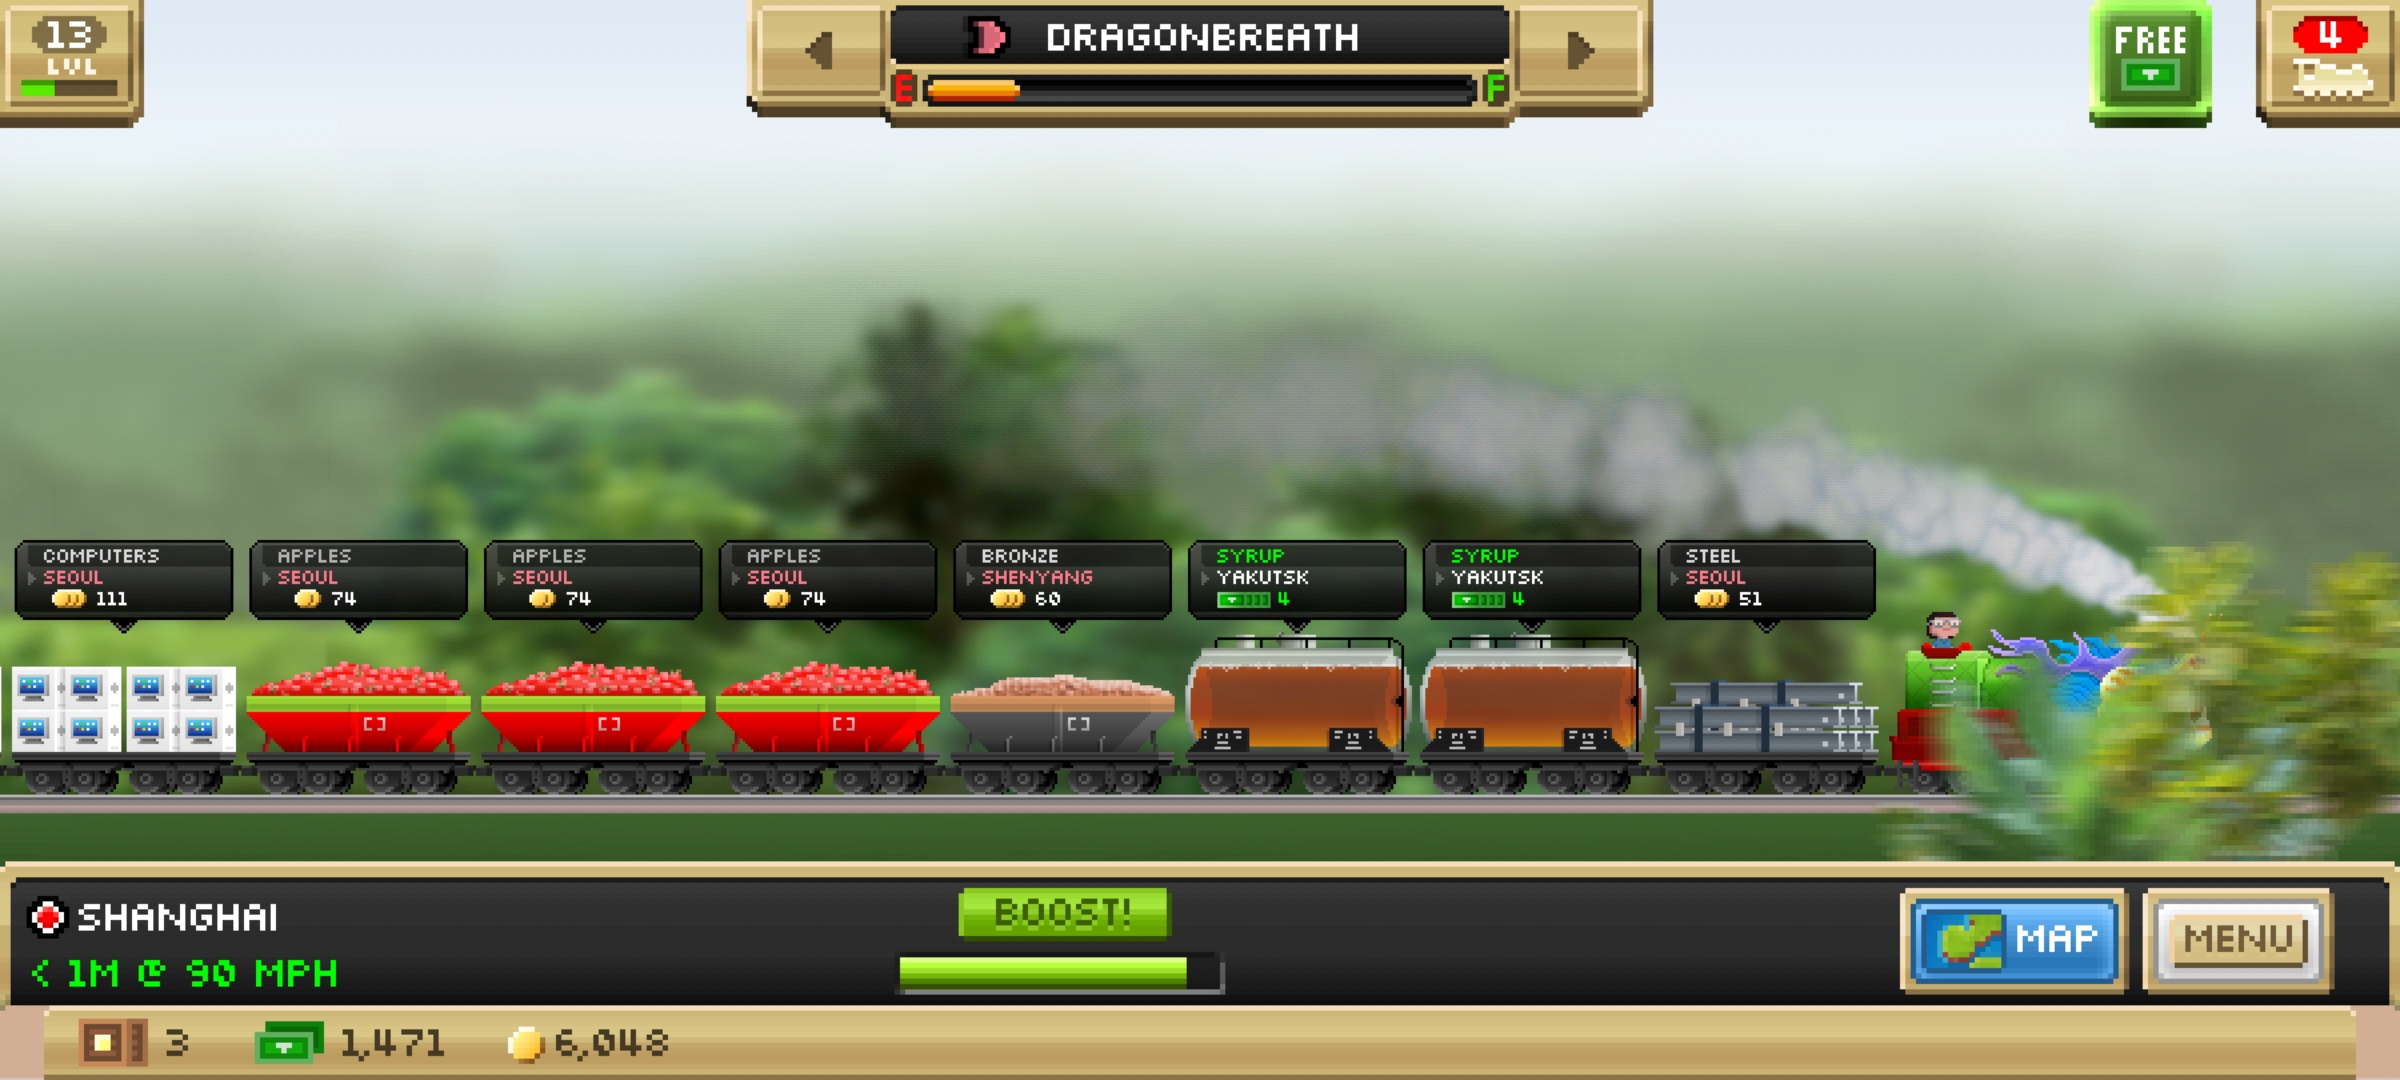 13
LVL
DRAGONBREATH
E F
FREE
4
COMPUTERS
SEOUL
111
APPLES
SEOUL
74
APPLES
SEOUL
74
APPLES
SEOUL
74
BRONZE
SHENYANG
60
SYRUP
YAKUTSK
4
SYRUP
YAKUTSK
4
STEEL
SEOUL
51
SHANGHAI
< 1M @ 90 MPH
BOOST!
MAP
MENU
3
1,471
6,048